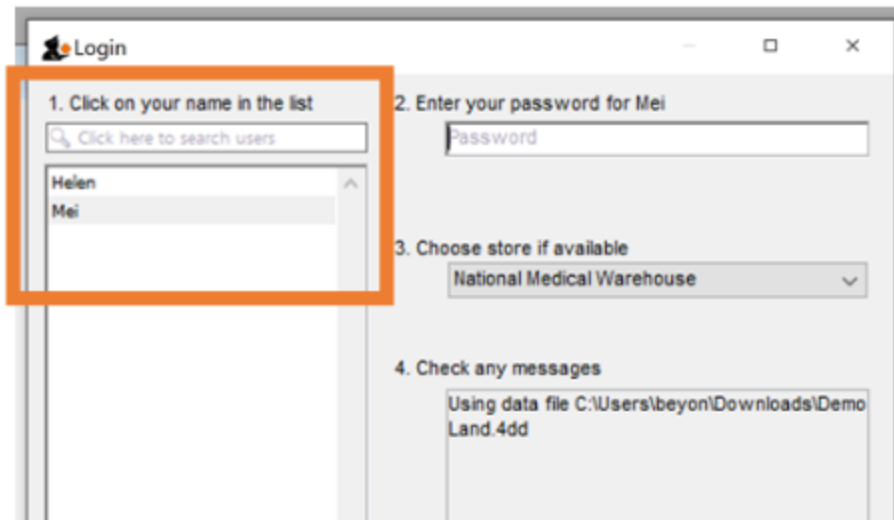 Login
1. Click on your name in the list
Click here to search users
Helen
Mei
2. Enter your password for Mei
Password
3. Choose store if available
National Medical Warehouse
4. Check any messages
Using data file C:\Users\beyon\Downloads\Demo
Land.4dd